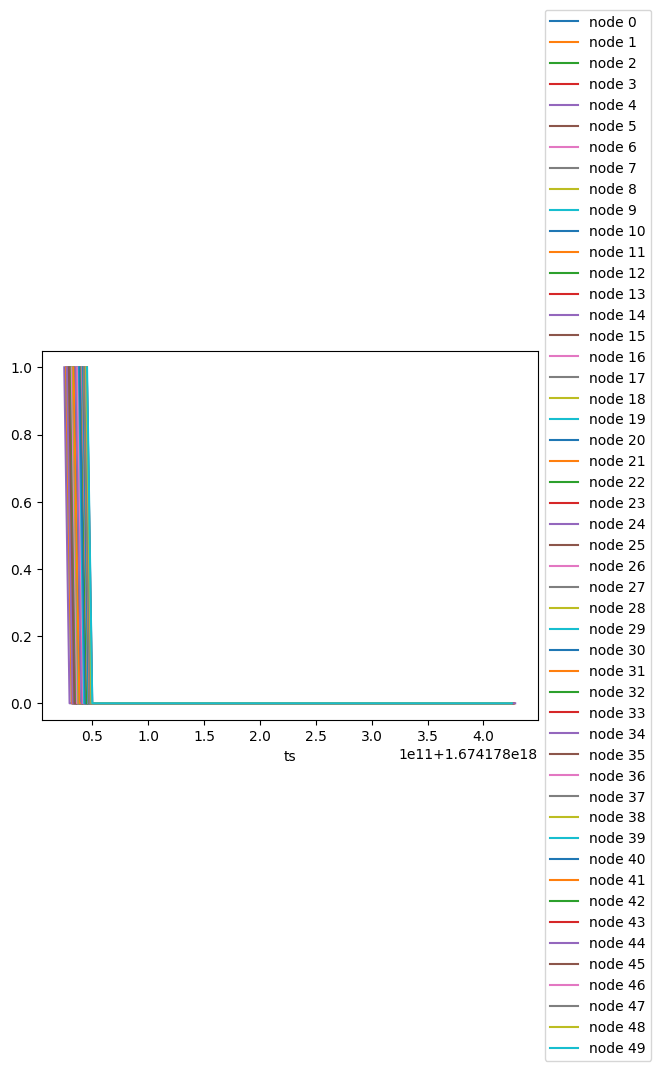 1.0
0.8
0.6
0.4
0.2
0.0
0.5 1.0 1.5 2.0 2.5 3.0 3.5 4.0
1e11+1.674178e18
ts
node 0
node 1
node 2
node 3
node 4
node 5
node 6
node 7
node 8
node 9
node 10
node 11
node 12
node 13
node 14
node 15
node 16
node 17
node 18
node 19
node 20
node 21
node 22
node 23
node 24
node 25
node 26
node 27
node 28
node 29
node 30
node 31
node 32
node 33
node 34
node 35
node 36
node 37
node 38
node 39
node 40
node 41
node 42
node 43
node 44
node 45
node 46
node 47
node 48
node 49